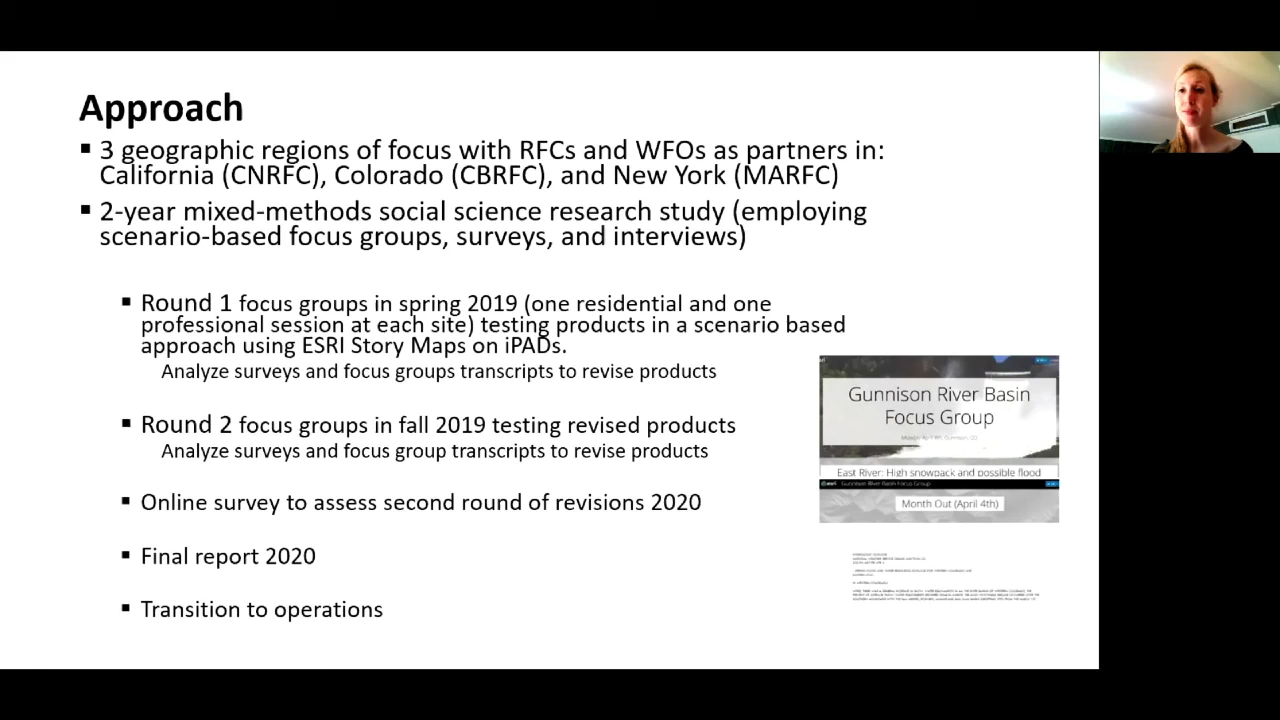 Approach
▪ 3 geographic regions of focus with RFCs and WFOs as partners in:
California (CNRFC), Colorado (CBRFC), and New York (MARFC)
▪ 2-year mixed-methods social science research study (employing
scenario-based focus groups, surveys, and interviews)
▪ Round 1 focus groups in spring 2019 (one residential and one
professional session at each site) testing products in a scenario based
approach using ESRI Story Maps on iPADs.
Analyze surveys and focus groups transcripts to revise products
▪ Round 2 focus groups in fall 2019 testing revised products
Analyze surveys and focus group transcripts to revise products
▪ Online survey to assess second round of revisions 2020
▪ Final report 2020
▪ Transition to operations
Gunnison River Basin
Focus Group
East River: High snowpack and possible flood
esri Gunnison River Basin Focus Group
Month Out (April 4th)